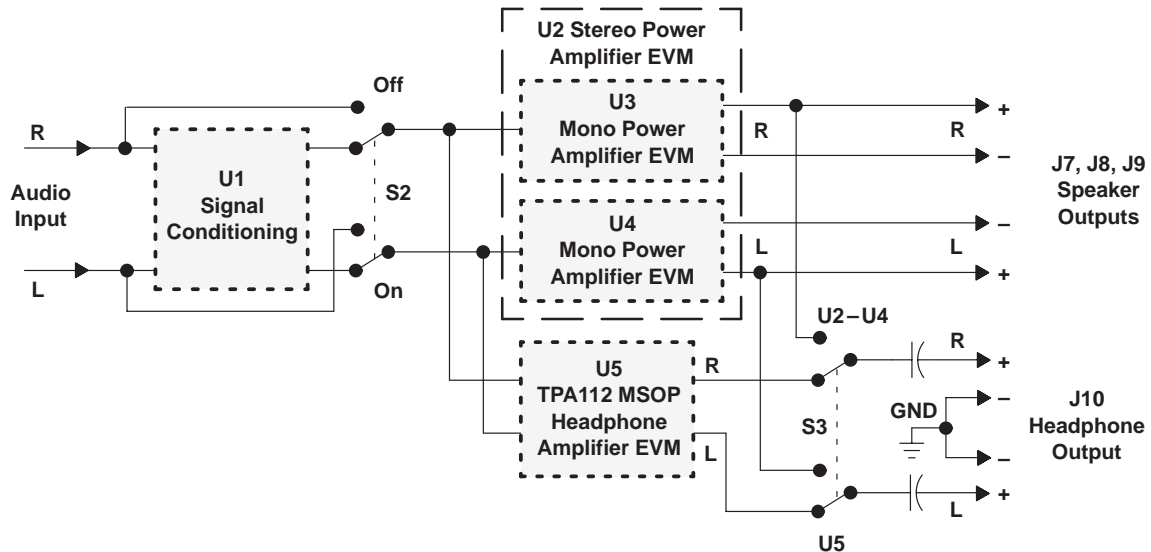 U2 Stereo Power
Amplifier EVM
Off
U3
Mono Power
Amplifier EVM
R
R
+
–
R
Audio
Input
L
U1
Signal
Conditioning
S2
On
U4
Mono Power
Amplifier EVM
L
L
–
+
J7, J8, J9
Speaker
Outputs
U2–U4
U5
TPA112 MSOP
Headphone
Amplifier EVM
R
L
S3
R
+
GND
–
–
L
+
J10
Headphone
Output
U5